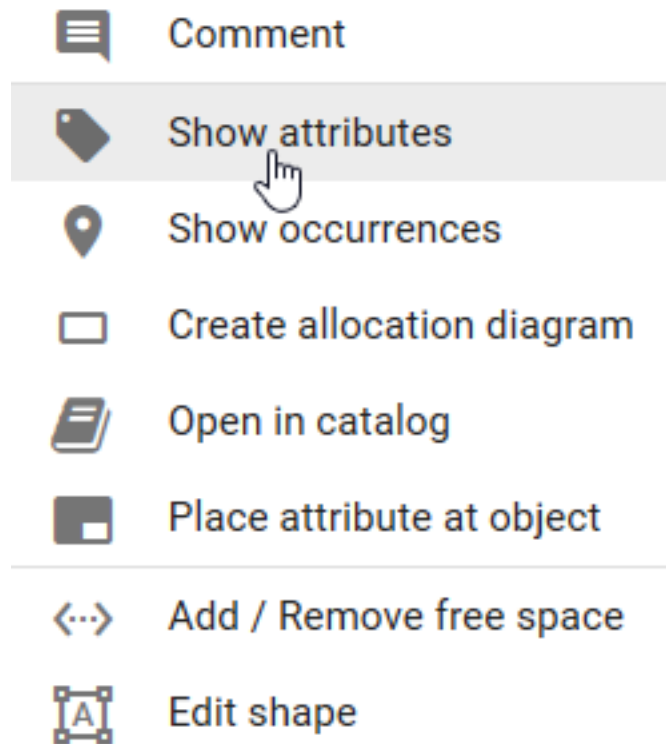 Comment
Show attributes
Show occurrences
Create allocation diagram
Open in catalog
Place attribute at object
Add / Remove free space
A
Edit shape